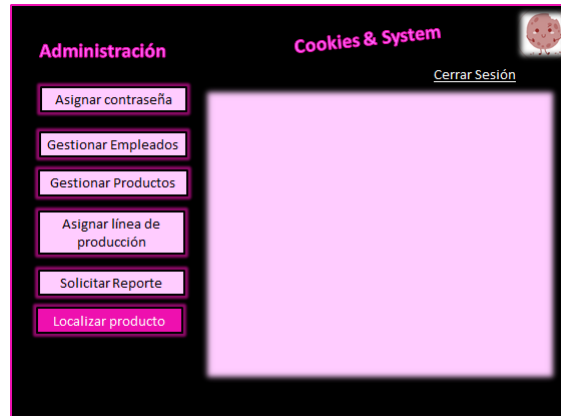 Administración
Cookies & System
Cerrar Sesión
Asignar contraseña
Gestionar Empleados
Gestionar Productos
Asignar línea de
producción
Solicitar Reporte
Localizar producto